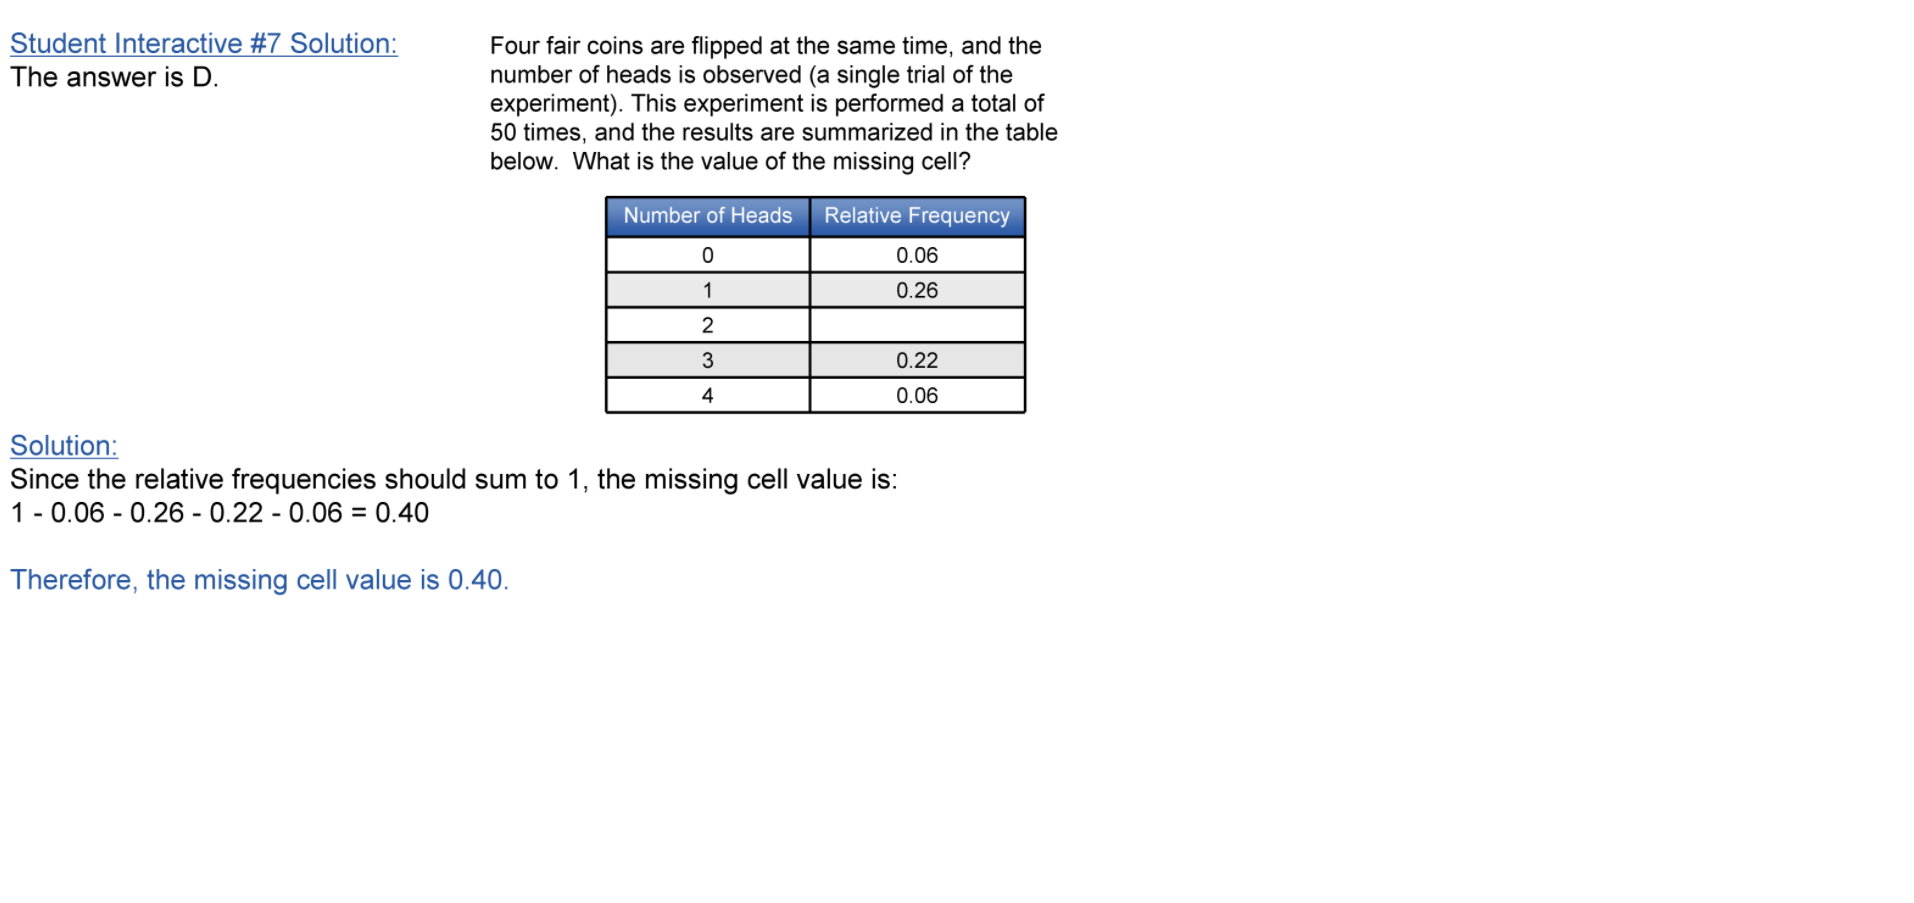 Student Interactive #7 Solution:
The answer is D.
Four fair coins are flipped at the same time, and the
number of heads is observed (a single trial of the
experiment). This experiment is performed a total of
50 times, and the results are summarized in the table
below.  What is the value of the missing cell?
Number of Heads Relative Frequency
0 0.06
1 0.26
2
3 0.22
4 0.06
Solution:
Since the relative frequencies should sum to 1, the missing cell value is:
1 - 0.06 - 0.26 - 0.22 - 0.06 = 0.40
Therefore, the missing cell value is 0.40.